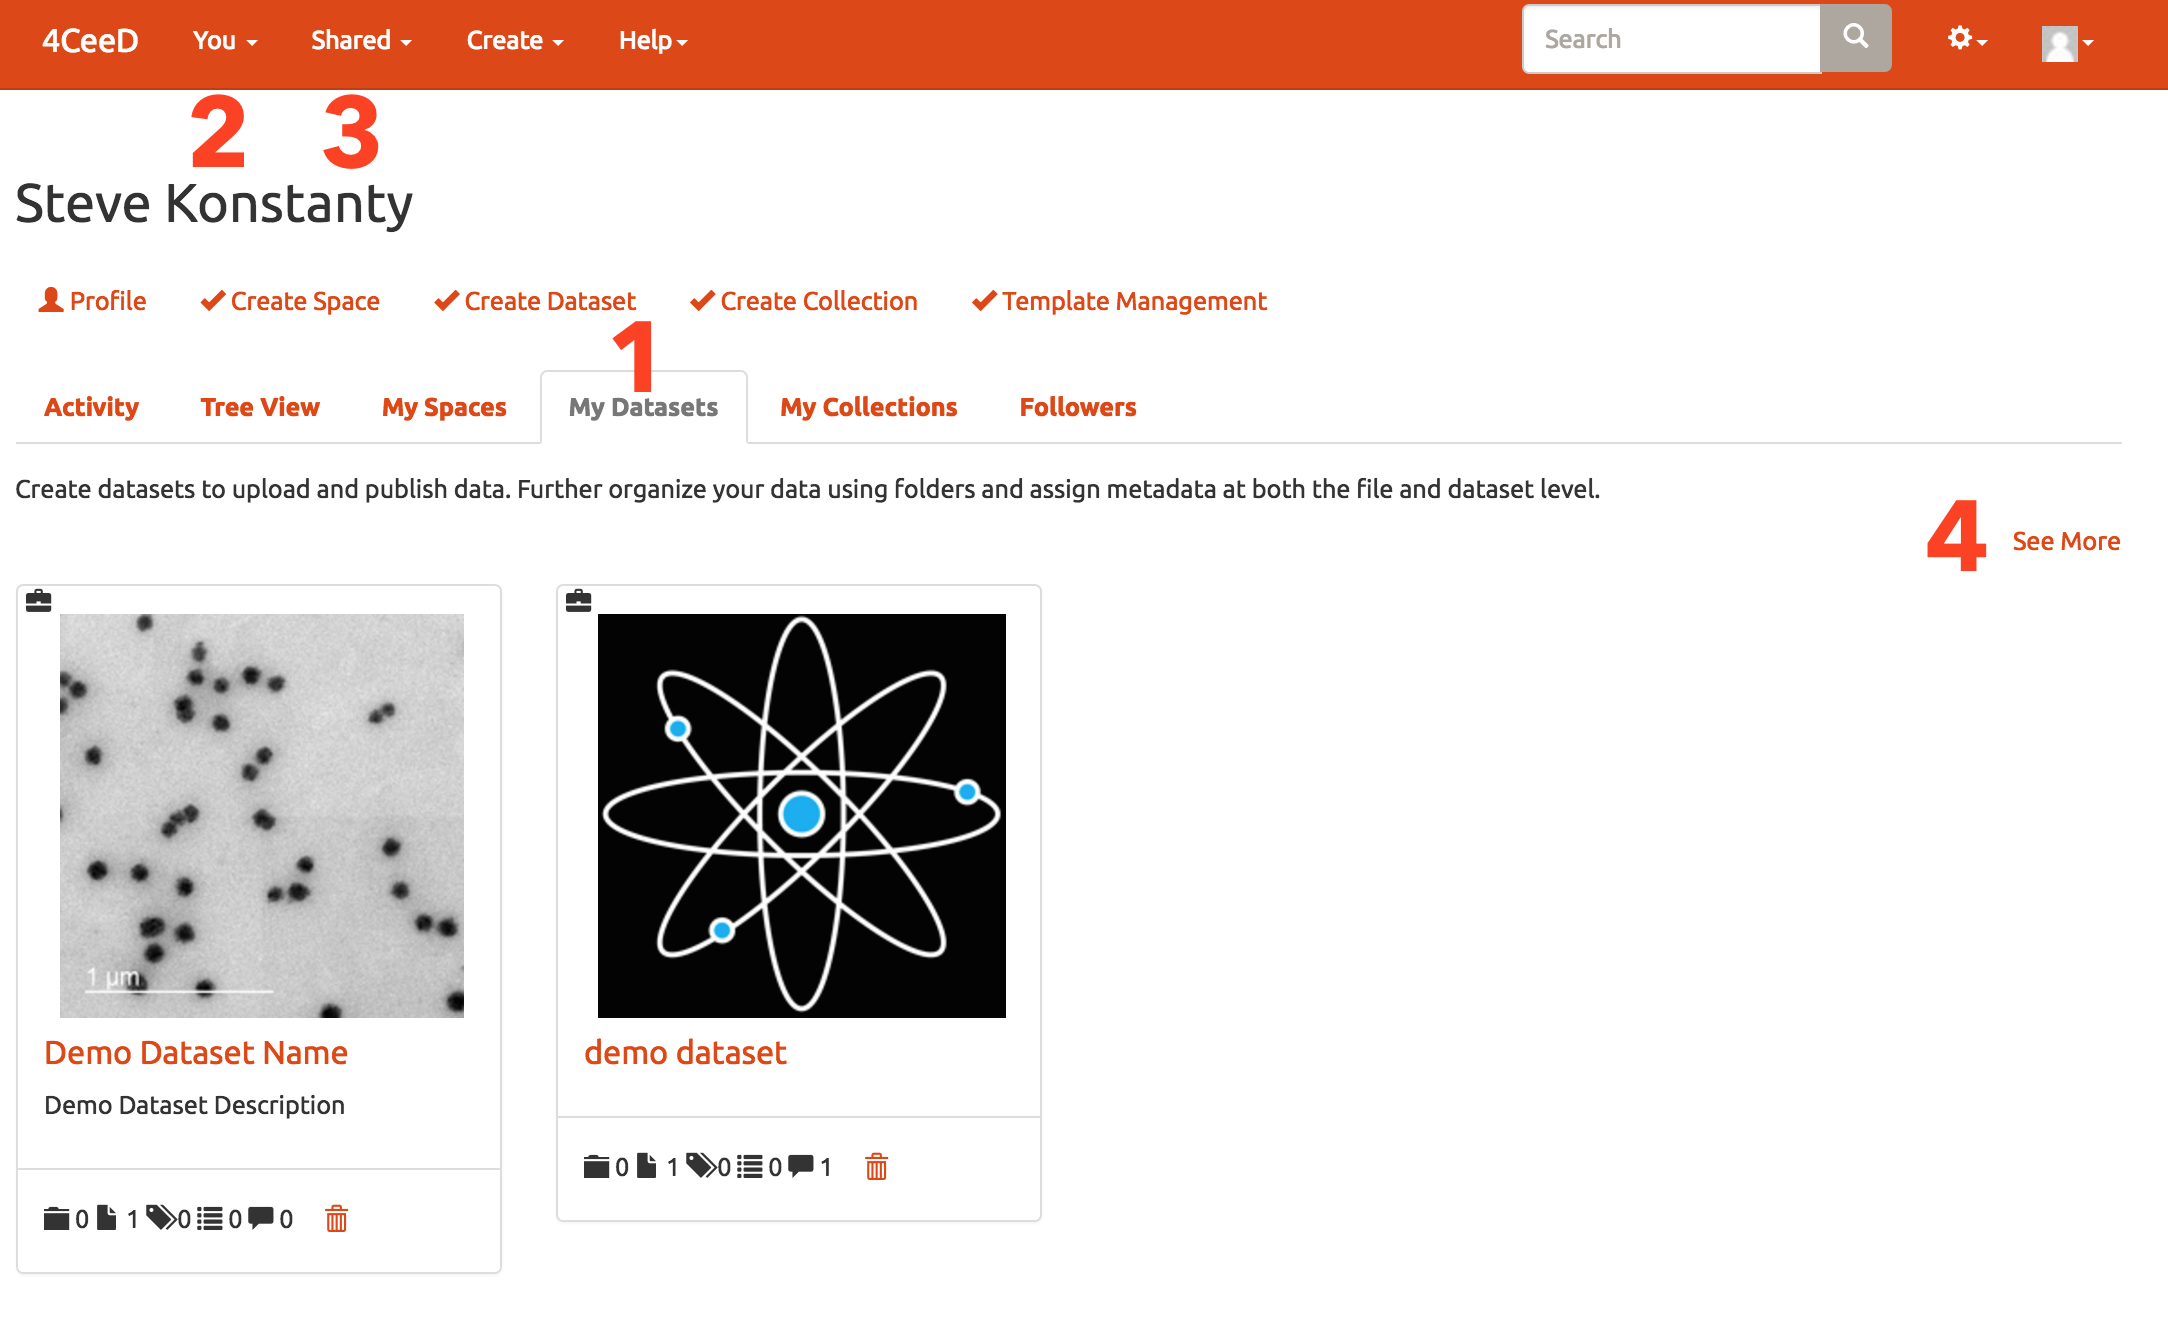 4CeeD You Shared Create Help Search
2 3
Steve Konstanty
Profile Create Space Create Dataset Create Collection Template Management
1
Activity Tree View My Spaces My Datasets My Collections Followers
Create datasets to upload and publish data. Further organize your data using folders and assign metadata at both the file and dataset level.
4 See More
1 µm
Demo Dataset Name
Demo Dataset Description
0 1 0 0 0
demo dataset
0 1 0 0 1